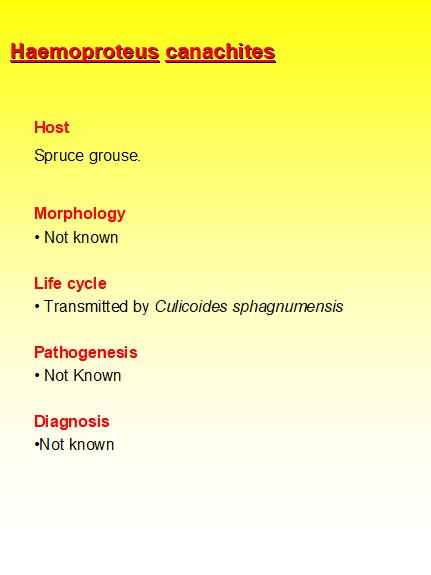 Haemoproteus canachites
Host
Spruce grouse.
Morphology
• Not known
Life cycle
• Transmitted by Culicoides sphagnumensis
Pathogenesis
• Not Known
Diagnosis
•Not known